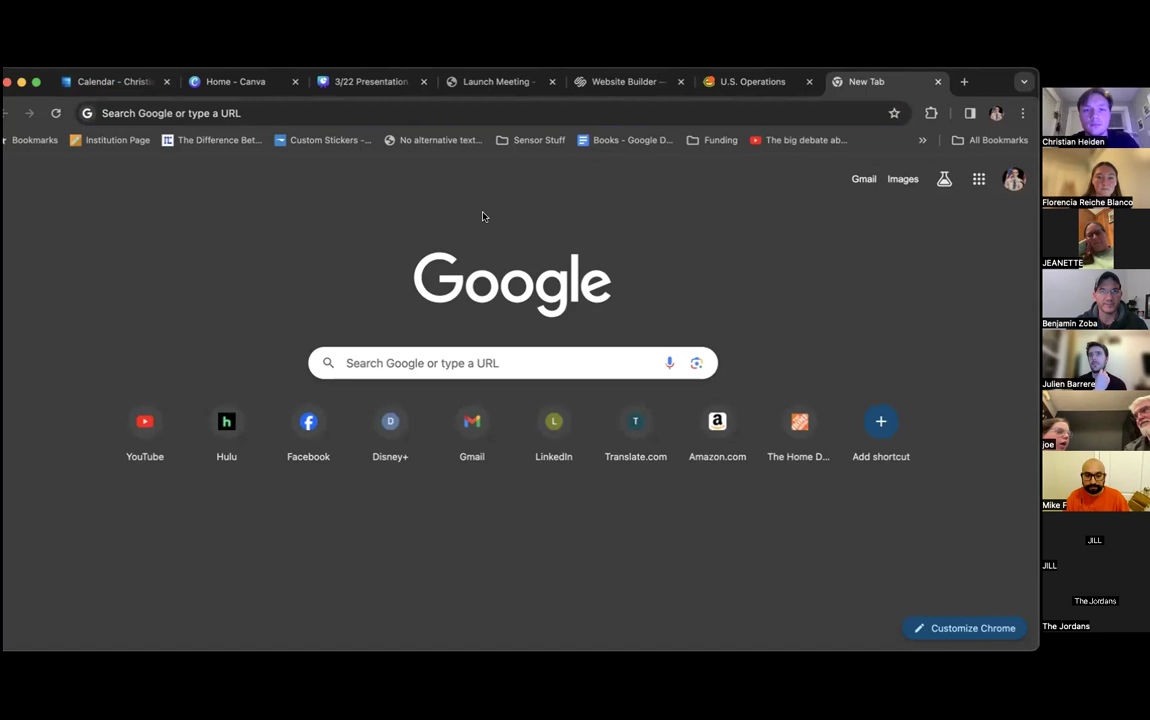 Calendar - Christi
Home - Canva
3/22 Presentation
Launch Meeting -
Website Builder —
U.S. Operations
New Tab
Search Google or type a URL
Bookmarks
Institution Page
The Difference Bet...
Custom Stickers -...
No alternative text...
Sensor Stuff
Books - Google D...
Funding
The big debate ab...
All Bookmarks
Gmail
Images
Google
Search Google or type a URL
YouTube
Hulu
Facebook
Disney+
Gmail
LinkedIn
Translate.com
Amazon.com
The Home D...
Add shortcut
Customize Chrome
Christian Heiden
Florencia Reiche Blanco
JEANETTE
Benjamin Zoba
Julien Barrere
joe
Mike F
JILL
JILL
The Jordans
The Jordans